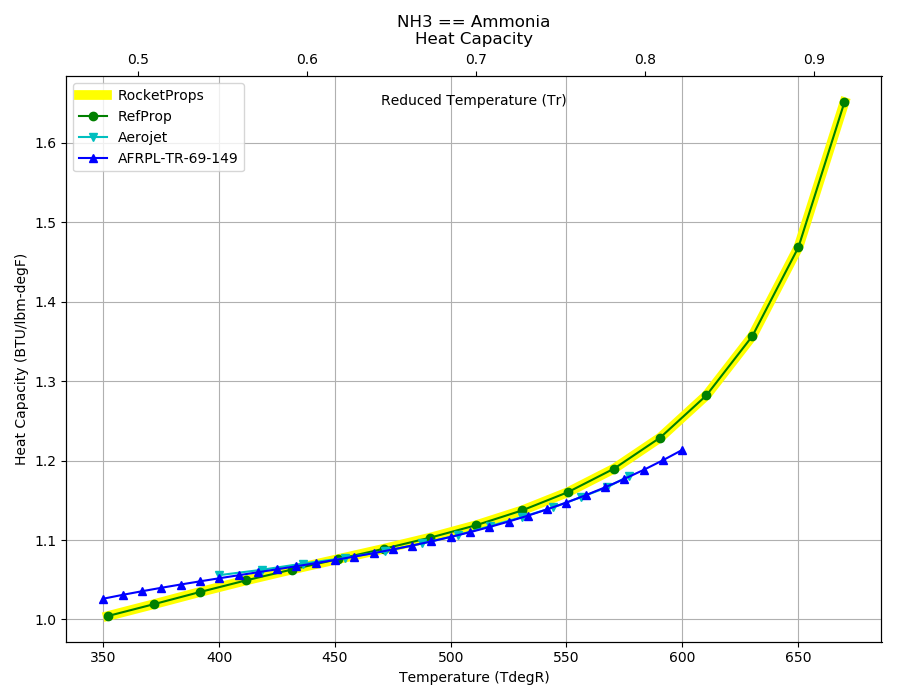 NH3 == Ammonia
Heat Capacity
0.5 0.6 0.7 0.8 0.9
Reduced Temperature (Tr)
RocketProps
RefProp
Aerojet
AFRPL-TR-69-149
Heat Capacity (BTU/lbm-degF)
1.6
1.5
1.4
1.3
1.2
1.1
1.0
350 400 450 500 550 600 650
Temperature (TdegR)